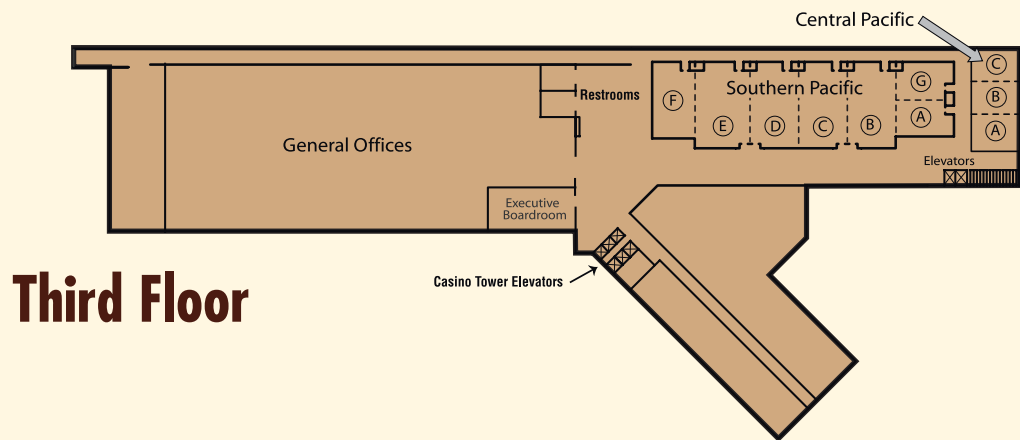 Central Pacific
C
B
A
Southern Pacific
F
E
D
C
B
G
A
Restrooms
General Offices
Elevators
Executive
Boardroom
Casino Tower Elevators
Third Floor